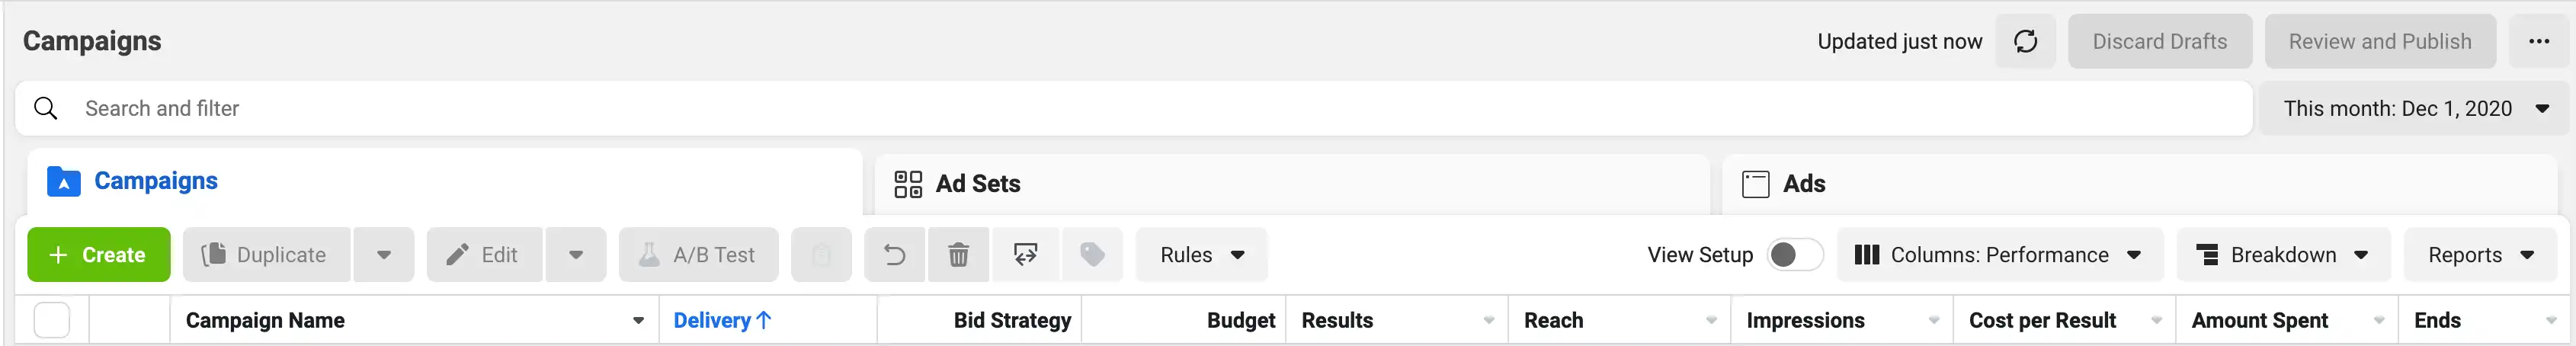 Campaigns
Updated just now
Discard Drafts
Review and Publish
Search and filter
This month: Dec 1, 2020
Campaigns
Ad Sets
Ads
+ Create
Duplicate
Edit
A/B Test
Rules
View Setup
Columns: Performance
Breakdown
Reports
Campaign Name
Delivery ↑
Bid Strategy
Budget
Results
Reach
Impressions
Cost per Result
Amount Spent
Ends